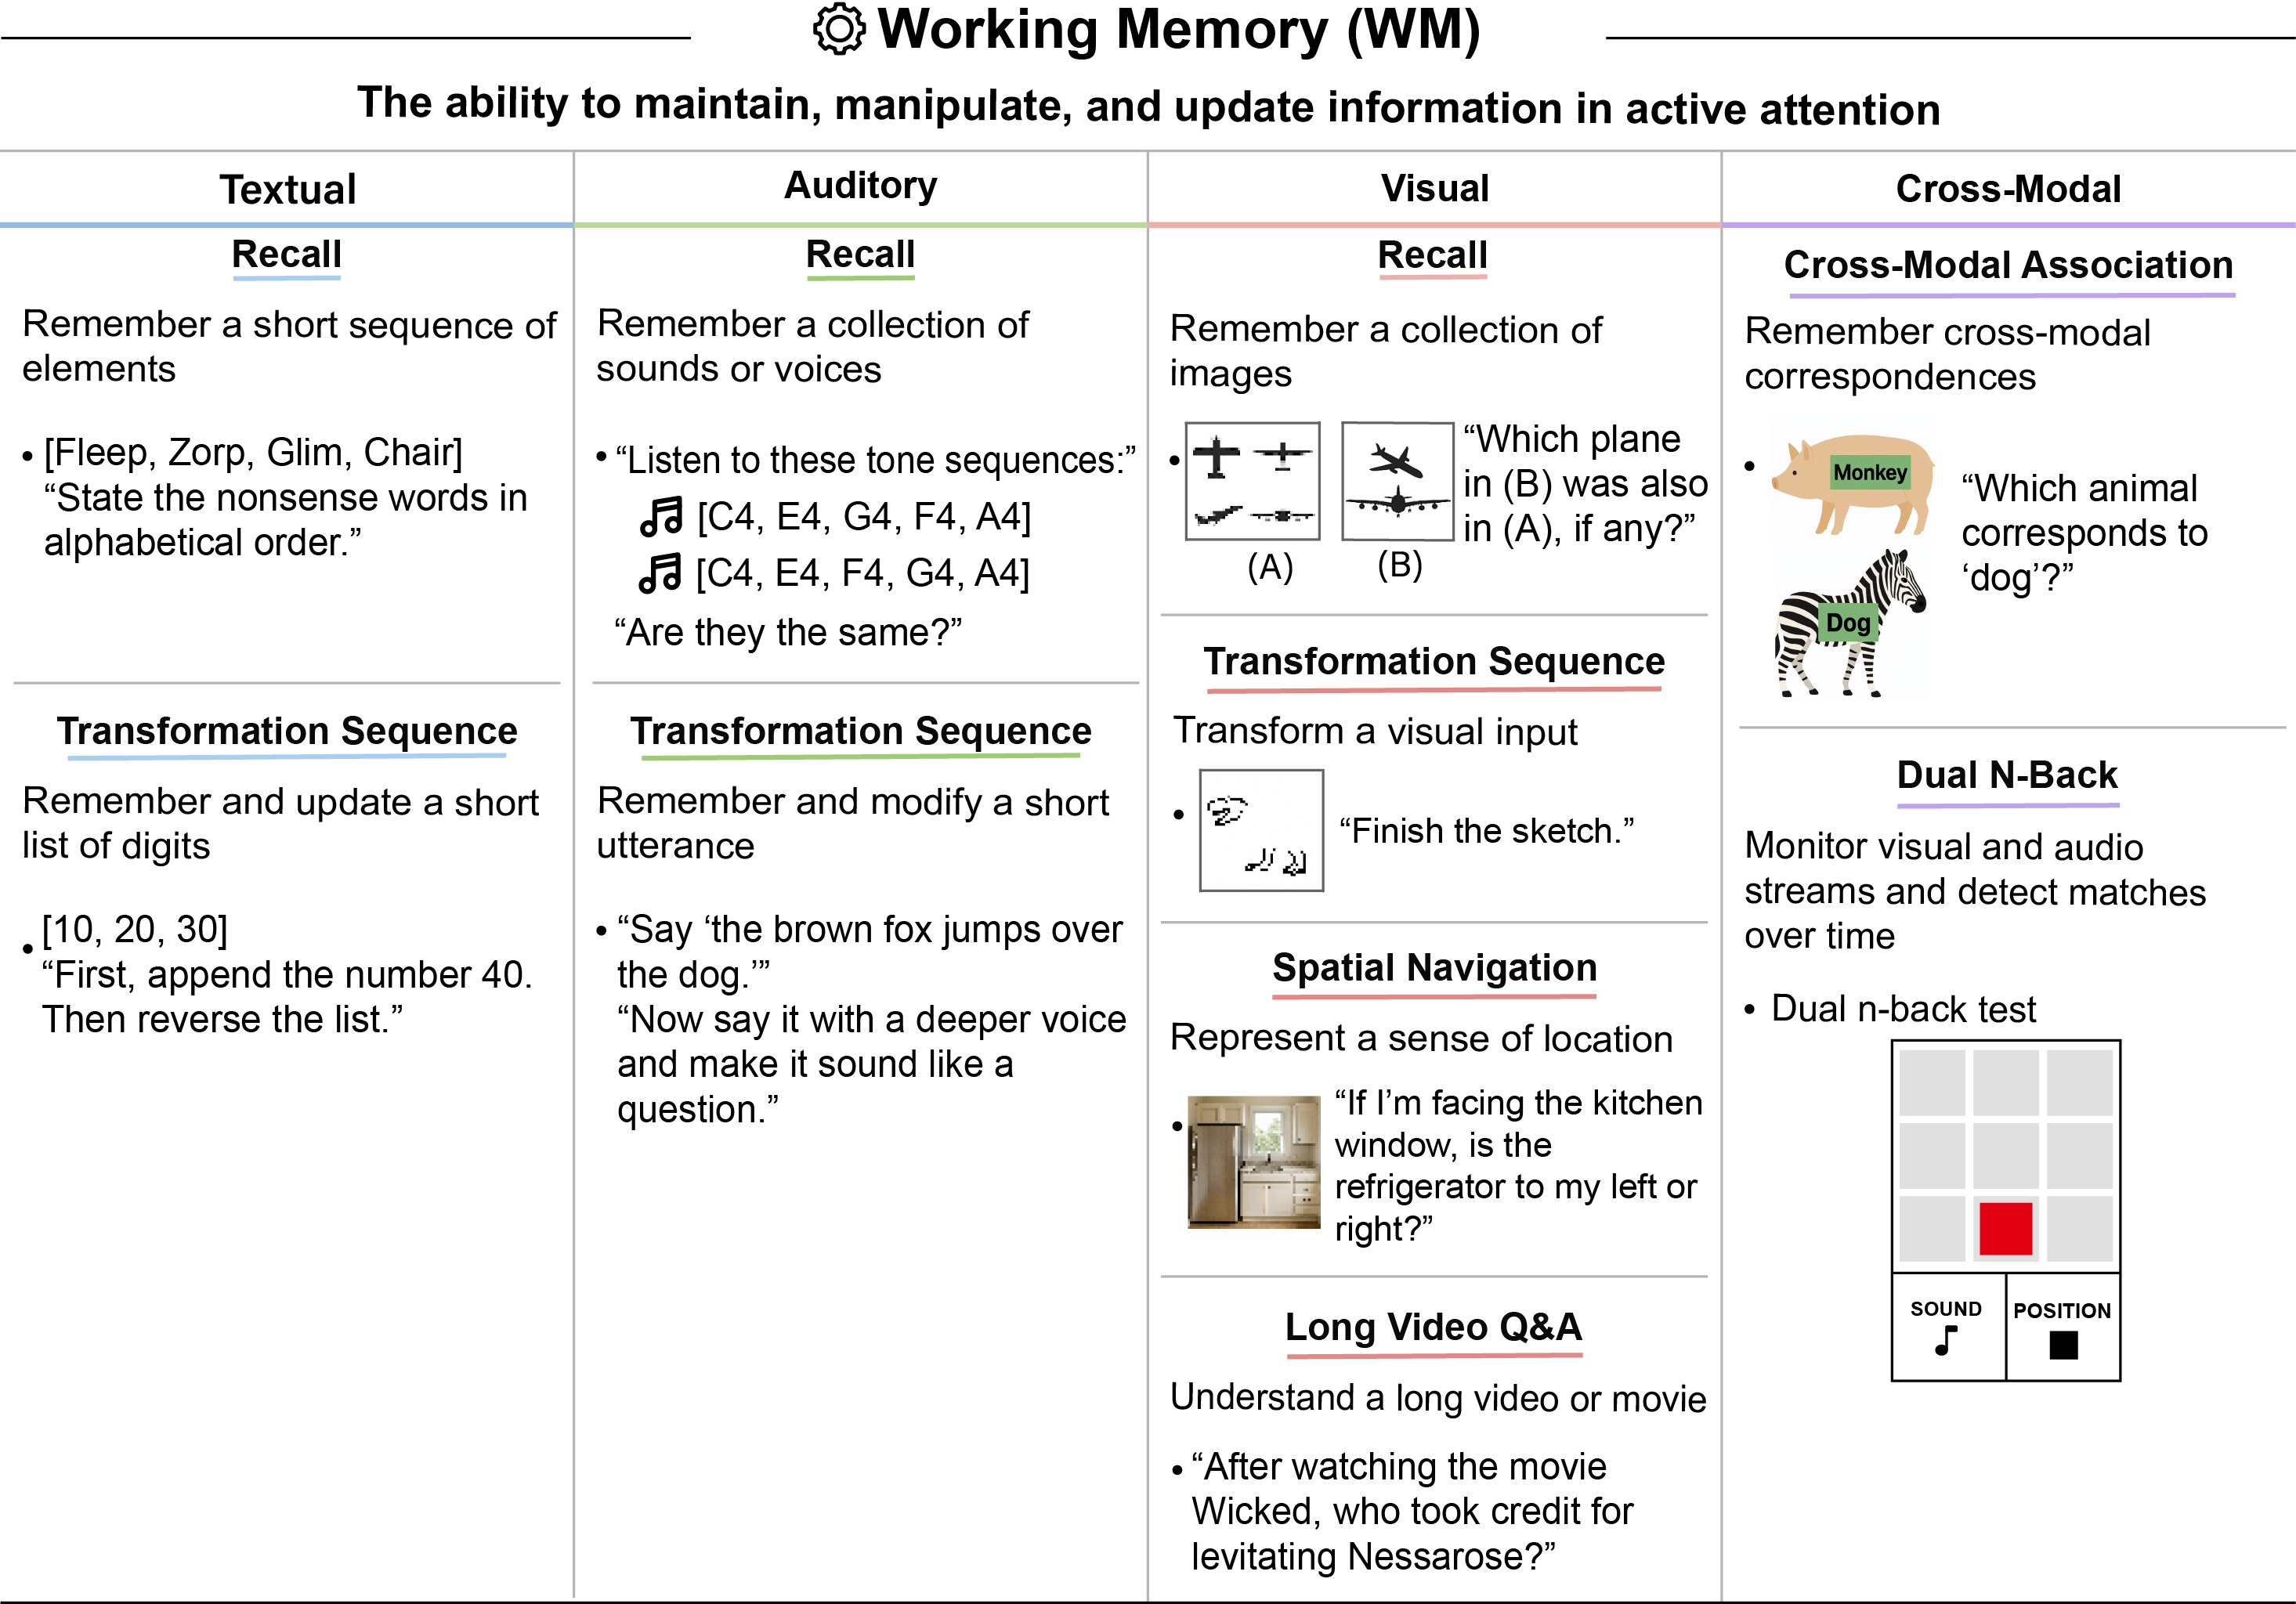 Working Memory (WM)
The ability to maintain, manipulate, and update information in active attention
Textual
Recall
Remember a short sequence of
elements
• [Fleep, Zorp, Glim, Chair]
“State the nonsense words in
alphabetical order.”
Transformation Sequence
Remember and update a short
list of digits
• [10, 20, 30]
“First, append the number 40.
Then reverse the list.”
Auditory
Recall
Remember a collection of
sounds or voices
• “Listen to these tone sequences:”
[C4, E4, G4, F4, A4]
[C4, E4, F4, G4, A4]
“Are they the same?”
Transformation Sequence
Remember and modify a short
utterance
• “Say ‘the brown fox jumps over
the dog.’”
“Now say it with a deeper voice
and make it sound like a
question.”
Visual
Recall
Remember a collection of
images
• “Which plane
in (B) was also
in (A), if any?”
(A)
(B)
Transformation Sequence
Transform a visual input
• “Finish the sketch.”
Spatial Navigation
Represent a sense of location
• “If I’m facing the kitchen
window, is the
refrigerator to my left or
right?”
Long Video Q&A
Understand a long video or movie
• “After watching the movie
Wicked, who took credit for
levitating Nessarose?”
Cross-Modal
Cross-Modal Association
Remember cross-modal
correspondences
• Monkey
Dog
“Which animal
corresponds to
‘dog’?”
Dual N-Back
Monitor visual and audio
streams and detect matches
over time
• Dual n-back test
SOUND
POSITION